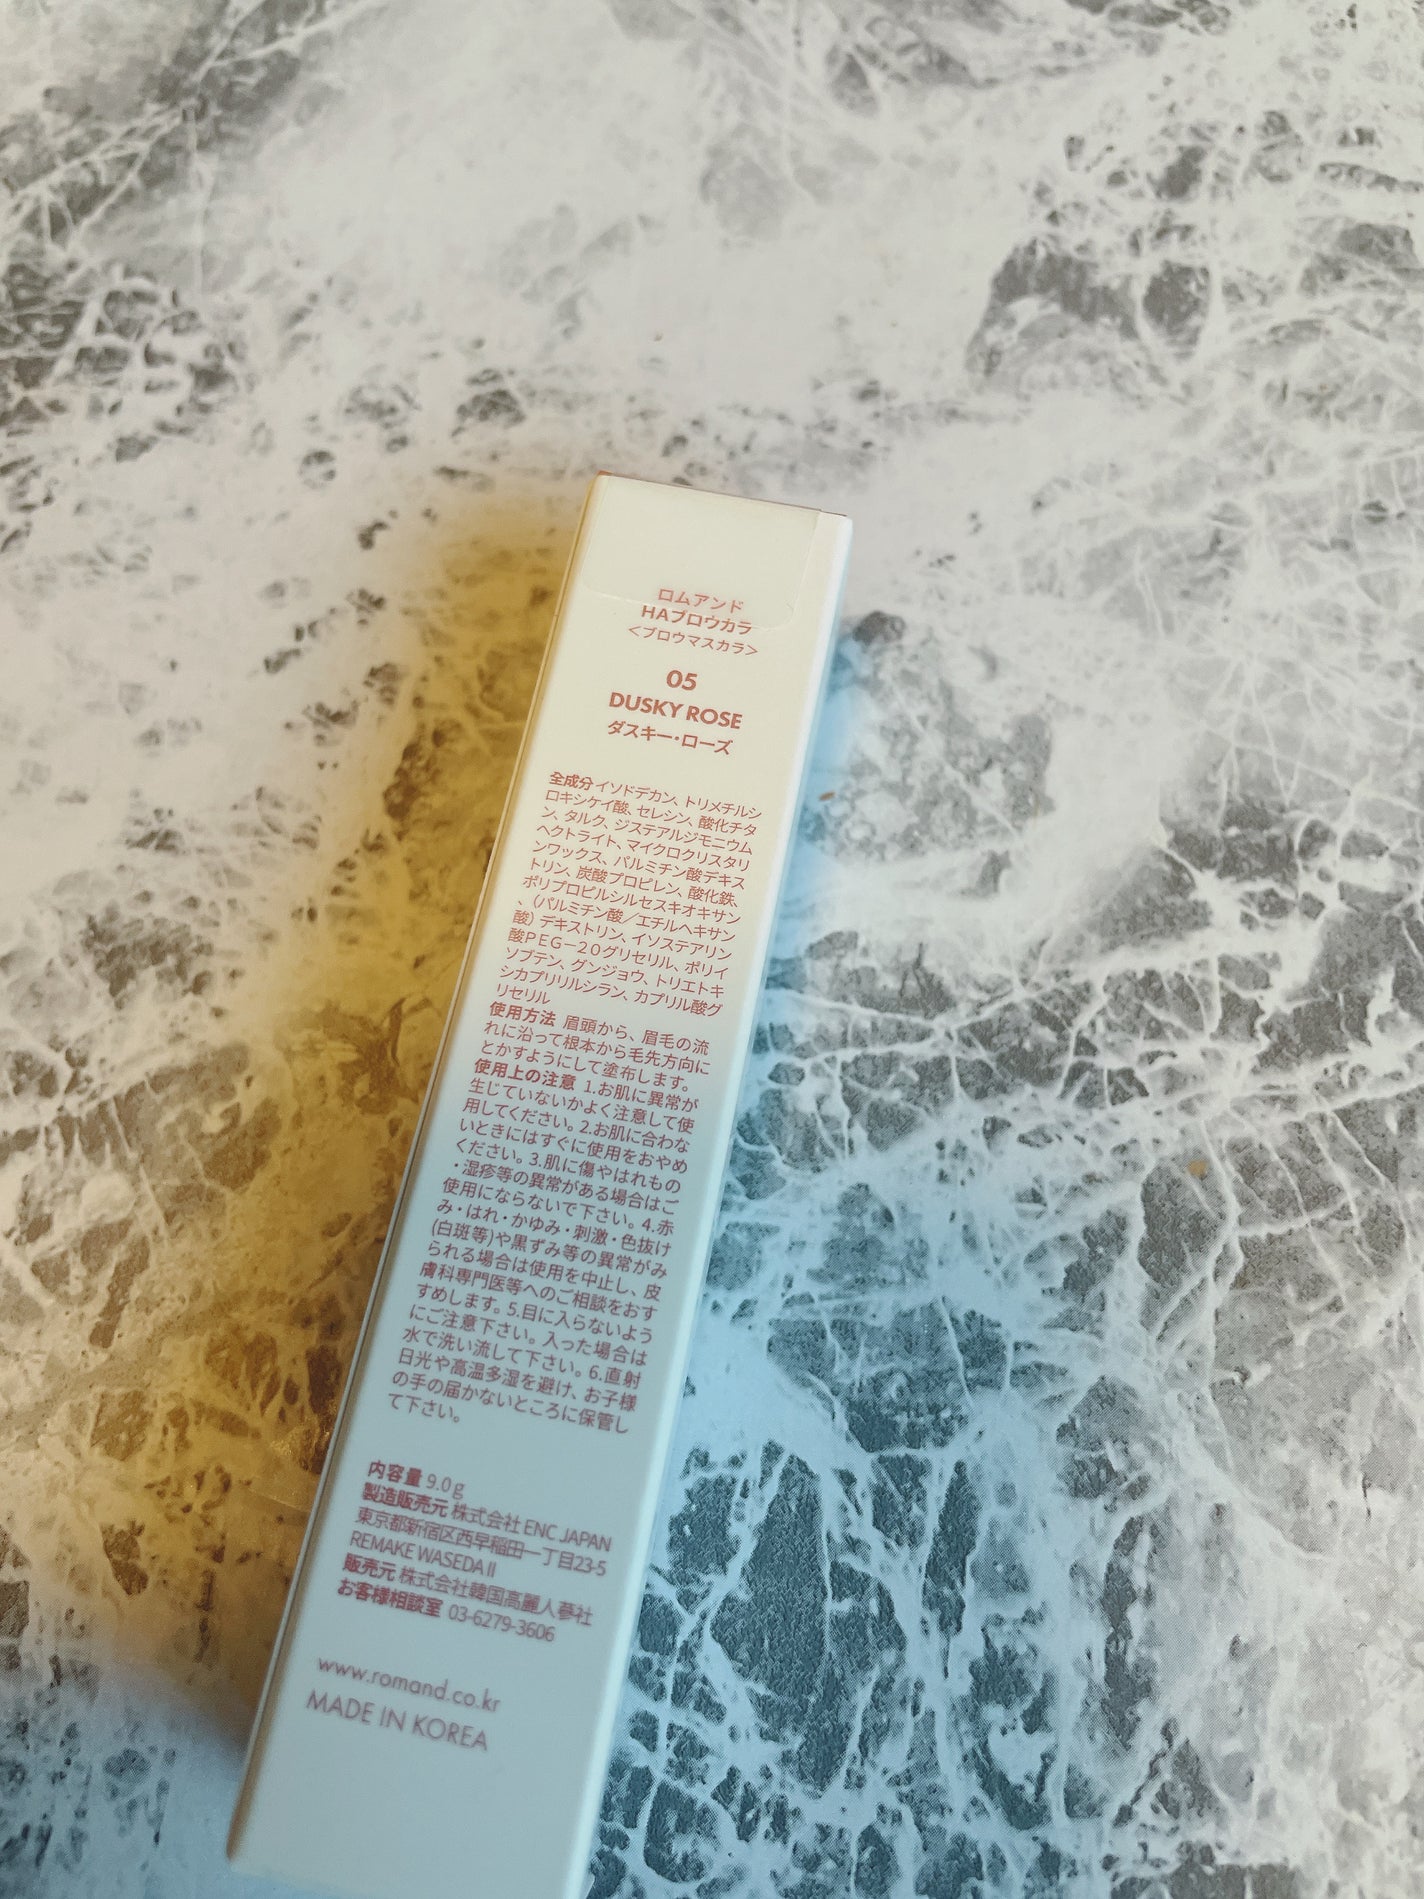 ロムアンド
HAブロウカラ
<ブロウマスカラ>
05
DUSKY ROSE
ダスキー・ローズ
全成分 イソドデカン、トリメチルシ
ロキシケイ酸、セレシン、酸化チタ
ン、タルク、ジステアルジモニウム
ヘクトライト、マイクロクリスタリ
ンワックス、パルミチン酸デキス
トリン、炭酸プロピレン、酸化鉄、
ポリプロピルシルセスキオキサン
、(パルミチン酸/エチルヘキサン
酸)デキストリン、イソステアリン
酸PEG-20グリセリル、ポリイ
ソブテン、グンジョウ、トリエトキ
シカプリリルシラン、カプリル酸グ
リセリル
使用方法 眉頭から、眉毛の流
れに沿って根本から毛先方向に
とかすようにして塗布します。
使用上の注意 1.お肌に異常が
生じていないかよく注意して使
用してください。2.お肌に合わな
いときにはすぐに使用をおやめ
ください。3.肌に傷やはれもの
・湿疹等の異常がある場合はご
使用にならないで下さい。4.赤
み・はれ・かゆみ・刺激・色抜け
(白斑等)や黒ずみ等の異常がみ
られる場合は使用を中止し、皮
膚科専門医等へのご相談をおす
すめします。5.目に入らないよう
にご注意下さい。入った場合は
水で洗い流して下さい。6.直射
日光や高温多湿を避け、お子様
の手の届かないところに保管し
て下さい。
内容量 9.0g
製造販売元 株式会社 ENC JAPAN
東京都新宿区西早稲田一丁目23-5
REMAKE WASEDA II
販売元 株式会社韓国高麗人蔘社
お客様相談室 03-6279-3606
www.romand.co.kr
MADE IN KOREA